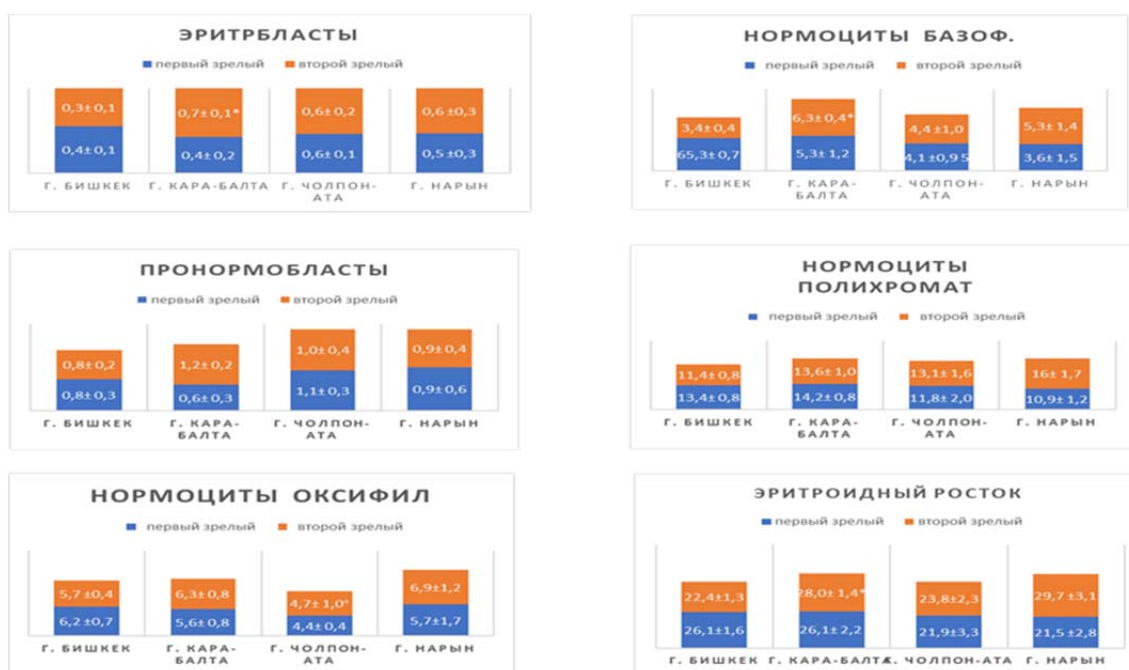 ЭРИТРБЛАСТЫ
первый зрелый второй зрелый
0,3± 0,1 0,7± 0,1* 0,6± 0,2 0,6 ±0,3
0,4± 0,1 0,4± 0,2 0,6± 0,1 0,5 ±0,3
Г. БИШКЕК Г. КАРА-БАЛТА Г. ЧОЛПОН-АТА Г. НАРЫН
НОРМОЦИТЫ БАЗОФ.
первый зрелый второй зрелый
3,4± 0,4 6,3± 0,4* 4,4 ±1,0 5,3± 1,4
65,3± 0,7 5,3± 1,2 4,1 ±0,9 5 3,6± 1,5
Г. БИШКЕК Г. КАРА-БАЛТА Г. ЧОЛПОН-АТА Г. НАРЫН
ПРОНОРМОБЛАСТЫ
первый зрелый второй зрелый
0,8± 0,2 1,2± 0,2 1,0± 0,4 0,9± 0,4
0,8± 0,3 0,6± 0,3 1,1± 0,3 0,9± 0,6
Г. БИШКЕК Г. КАРА-БАЛТА Г. ЧОЛПОН-АТА Г. НАРЫН
НОРМОЦИТЫ
ПОЛИХРОМАТ
первый зрелый второй зрелый
11,4± 0,8 13,6± 1,0 13,1± 1,6 16± 1,7
13,4± 0,8 14,2± 0,8 11,8± 2,0 10,9± 1,2
Г. БИШКЕК Г. КАРА-БАЛТА Г. ЧОЛПОН-АТА Г. НАРЫН
НОРМОЦИТЫ ОКСИФИЛ
первый зрелый второй зрелый
5,7 ±0,4 6,3± 0,8 4,7± 1,0° 6,9±1,2
6,2 ±0,7 5,6± 0,8 4,4± 0,4 5,7±1,7
Г. БИШКЕК Г. КАРА-БАЛТА Г. ЧОЛПОН-АТА Г. НАРЫН
ЭРИТРОИДНЫЙ РОСТОК
первый зрелый второй зрелый
22,4±1,3 28,0± 1,4* 23,8±2,3 29,7 ±3,1
26,1±1,6 26,1± 2,2 21,9±3,3 21,5 ±2,8
Г. БИШКЕК Г. КАРА-БАЛТА Г. ЧОЛПОН-АТА Г. НАРЫН